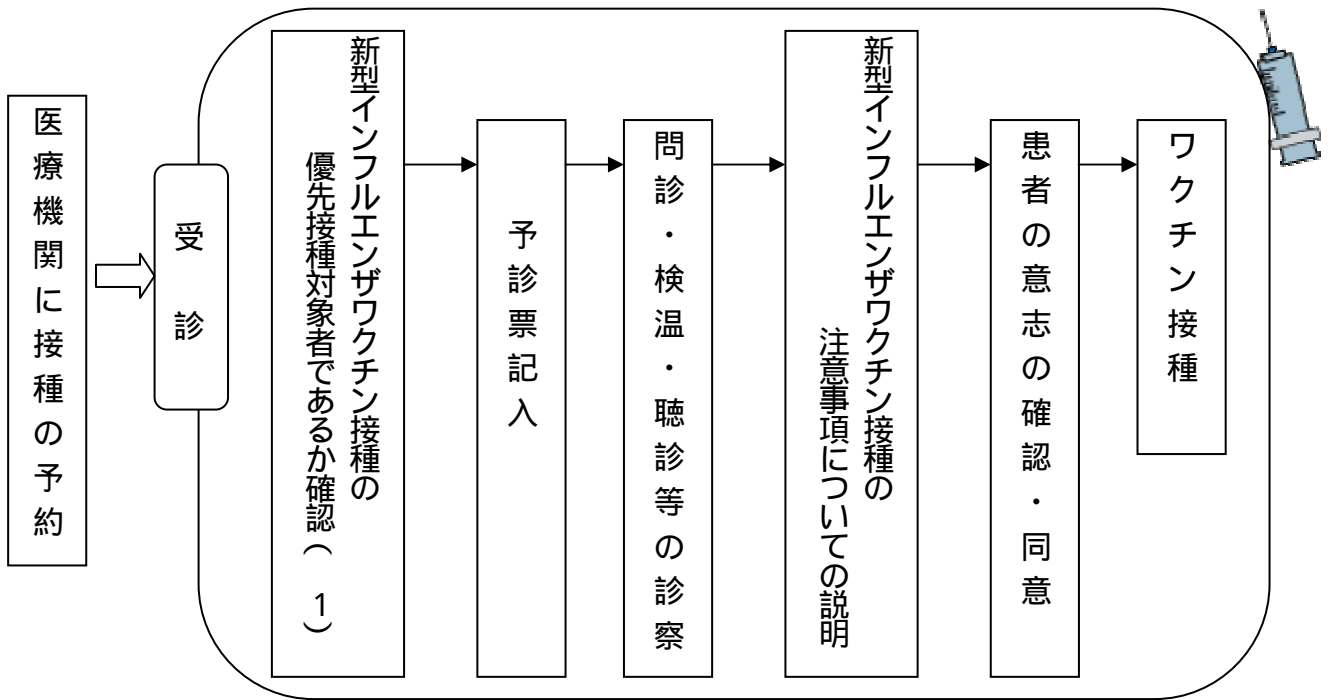 医療機関に接種の予約
受診
新型インフルエンザワクチン接種の
優先接種対象者であるか確認( 1)
予診票記入
問診・検温・聴診等の診察
新型インフルエンザワクチン接種の
注意事項についての説明
患者の意志の確認・同意
ワクチン接種